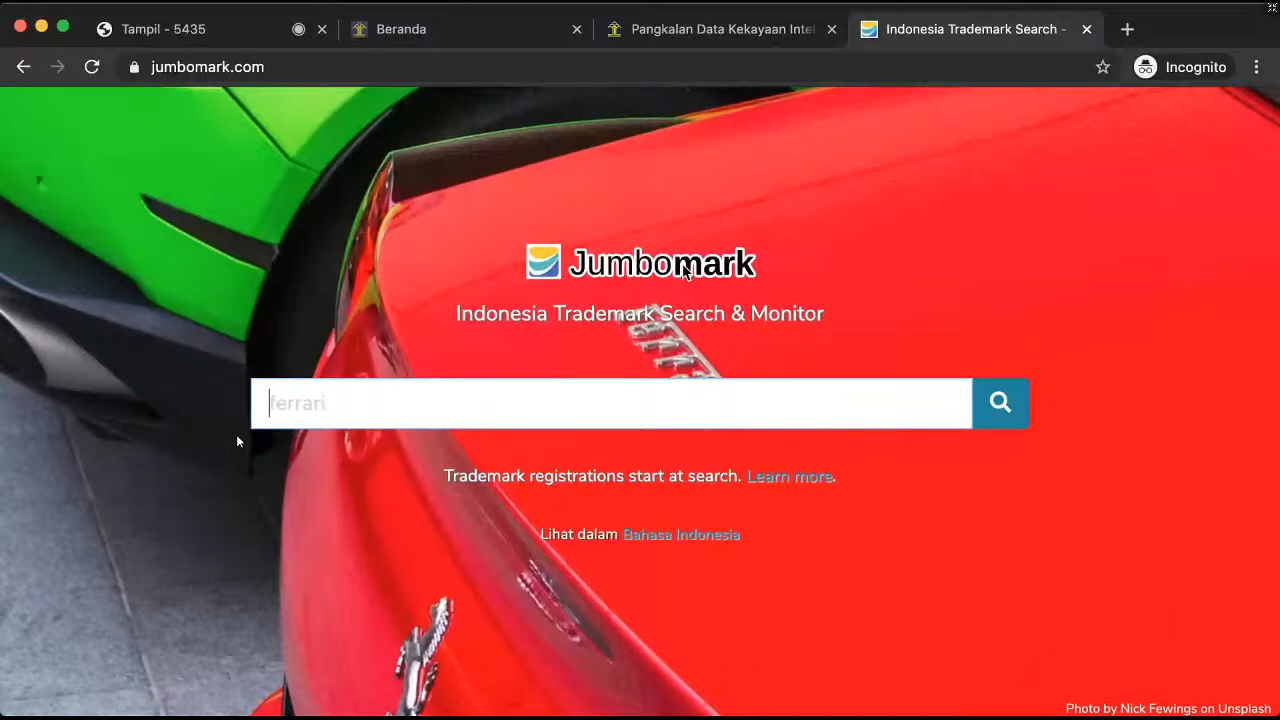 Tampil - 5435
Beranda
Pangkalan Data Kekayaan Intel
Indonesia Trademark Search -
jumbomark.com
Incognito
Jumbomark
Indonesia Trademark Search & Monitor
ferrari
Trademark registrations start at search. Learn more.
Lihat dalam Bahasa Indonesia
Photo by Nick Fewings on Unsplash